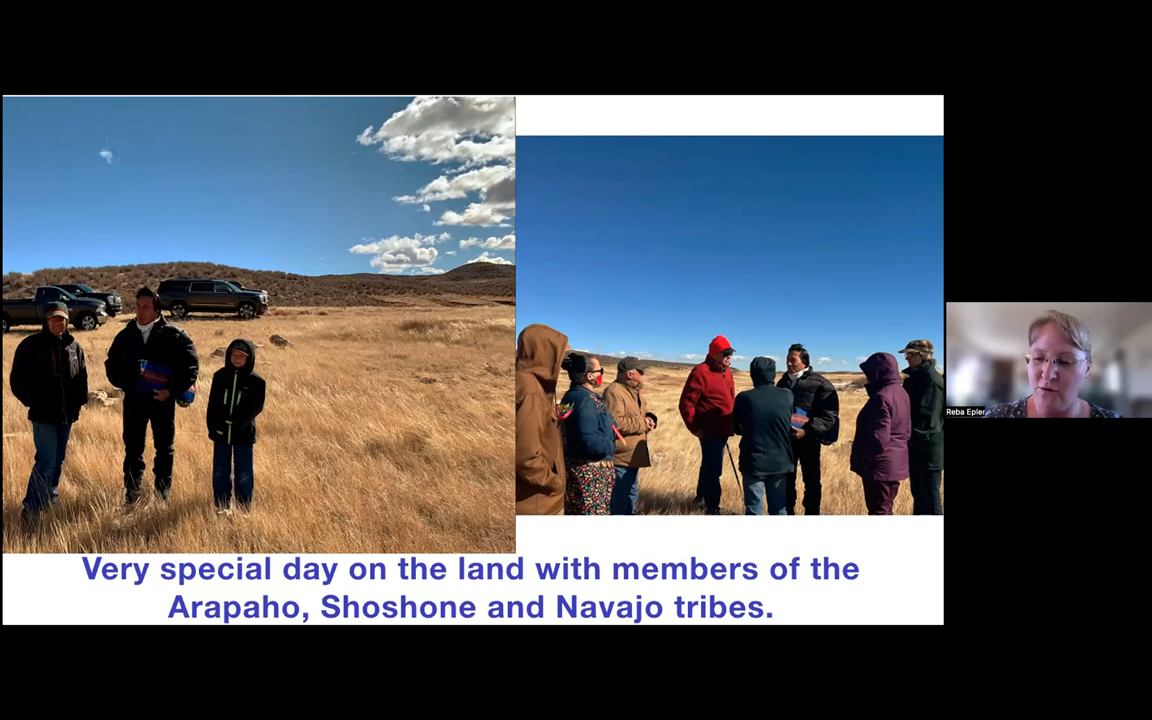 Very special day on the land with members of the
Arapaho, Shoshone and Navajo tribes.
Reba Epler